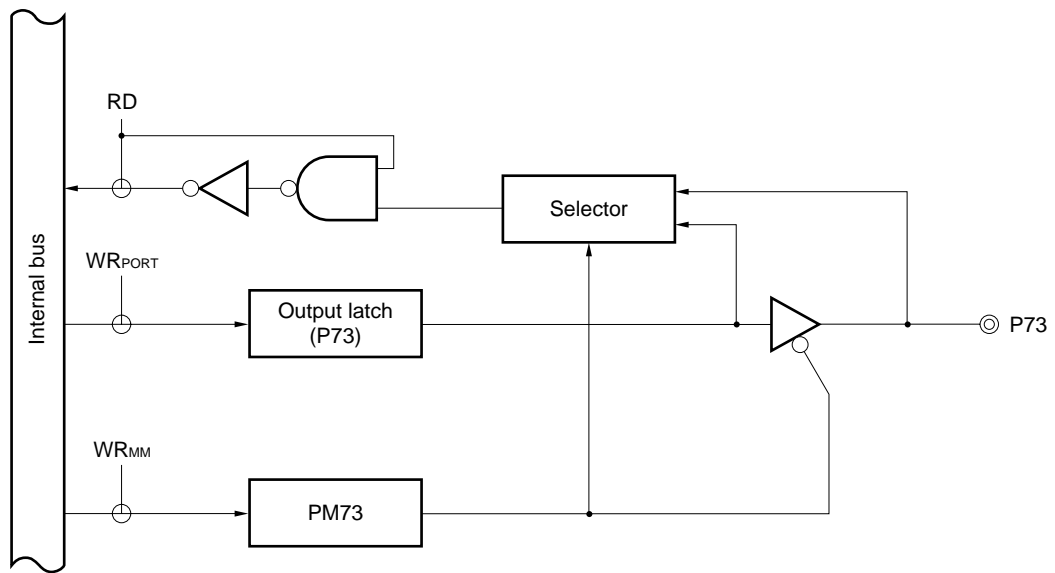 RD
Selector
Internal bus
WRPORT
Output latch
(P73)
P73
WRMM
PM73